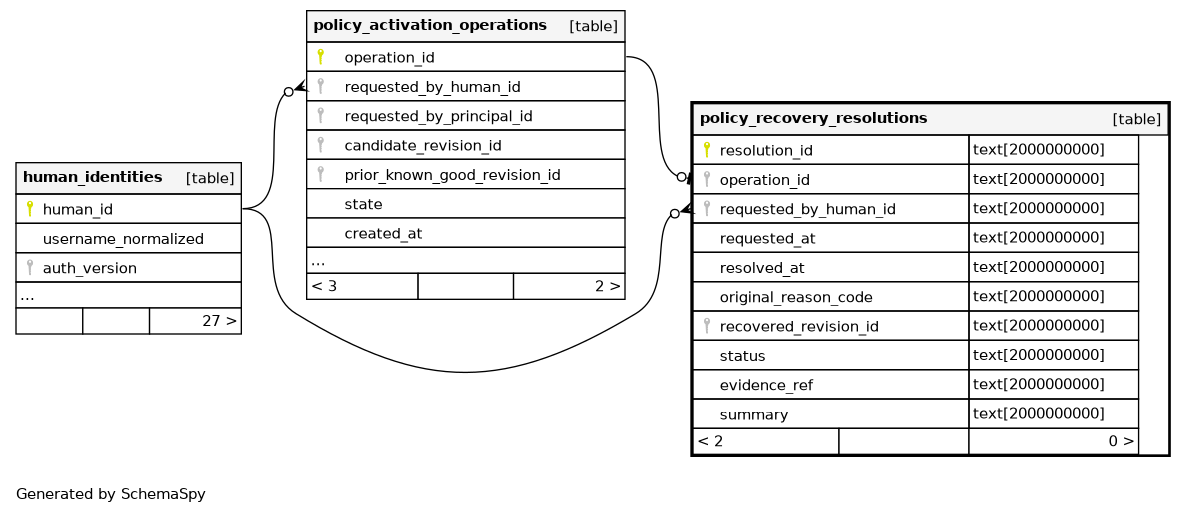 policy_activation_operations [table]
operation_id
requested_by_human_id
requested_by_principal_id
candidate_revision_id
prior_known_good_revision_id
state
created_at
...
< 3 2 >
human_identities [table]
human_id
username_normalized
auth_version
...
27 >
policy_recovery_resolutions [table]
resolution_id text[2000000000]
operation_id text[2000000000]
requested_by_human_id text[2000000000]
requested_at text[2000000000]
resolved_at text[2000000000]
original_reason_code text[2000000000]
recovered_revision_id text[2000000000]
status text[2000000000]
evidence_ref text[2000000000]
summary text[2000000000]
< 2 0 >
Generated by SchemaSpy